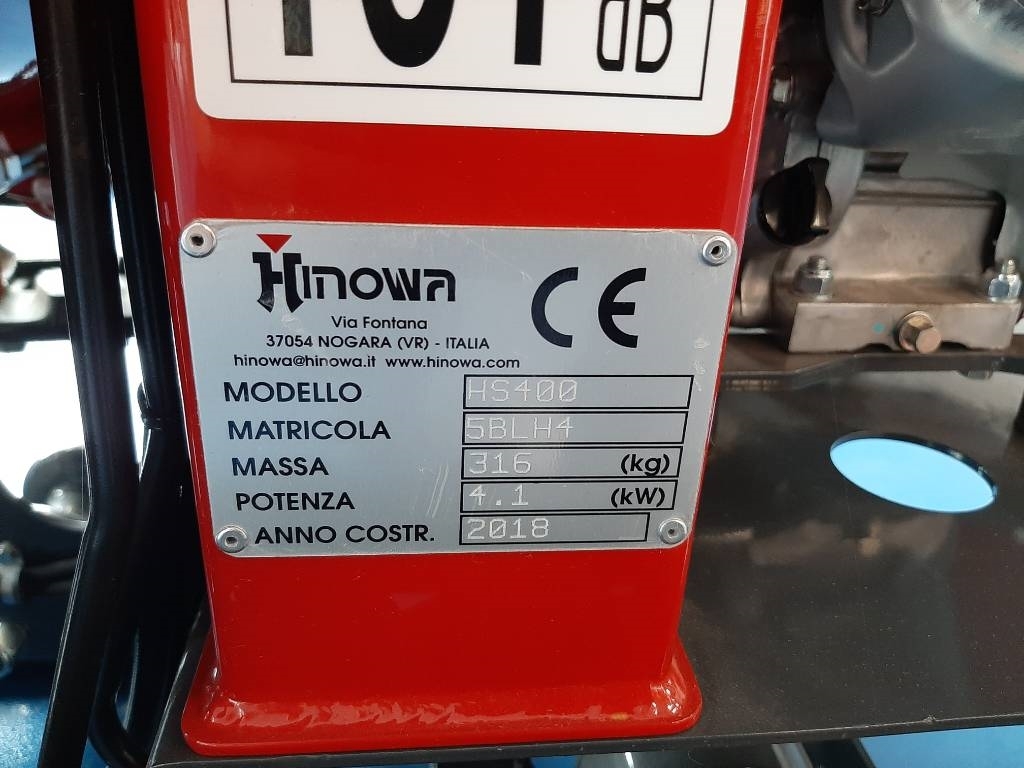 101 dB
HINOWA
CE
Via Fontana
37054 NOGARA (VR) - ITALIA
hinowa@hinowa.it www.hinowa.com
MODELLO HS400
MATRICOLA 5BLH4
MASSA 316 (kg)
POTENZA 4.1 (kW)
ANNO COSTR. 2018